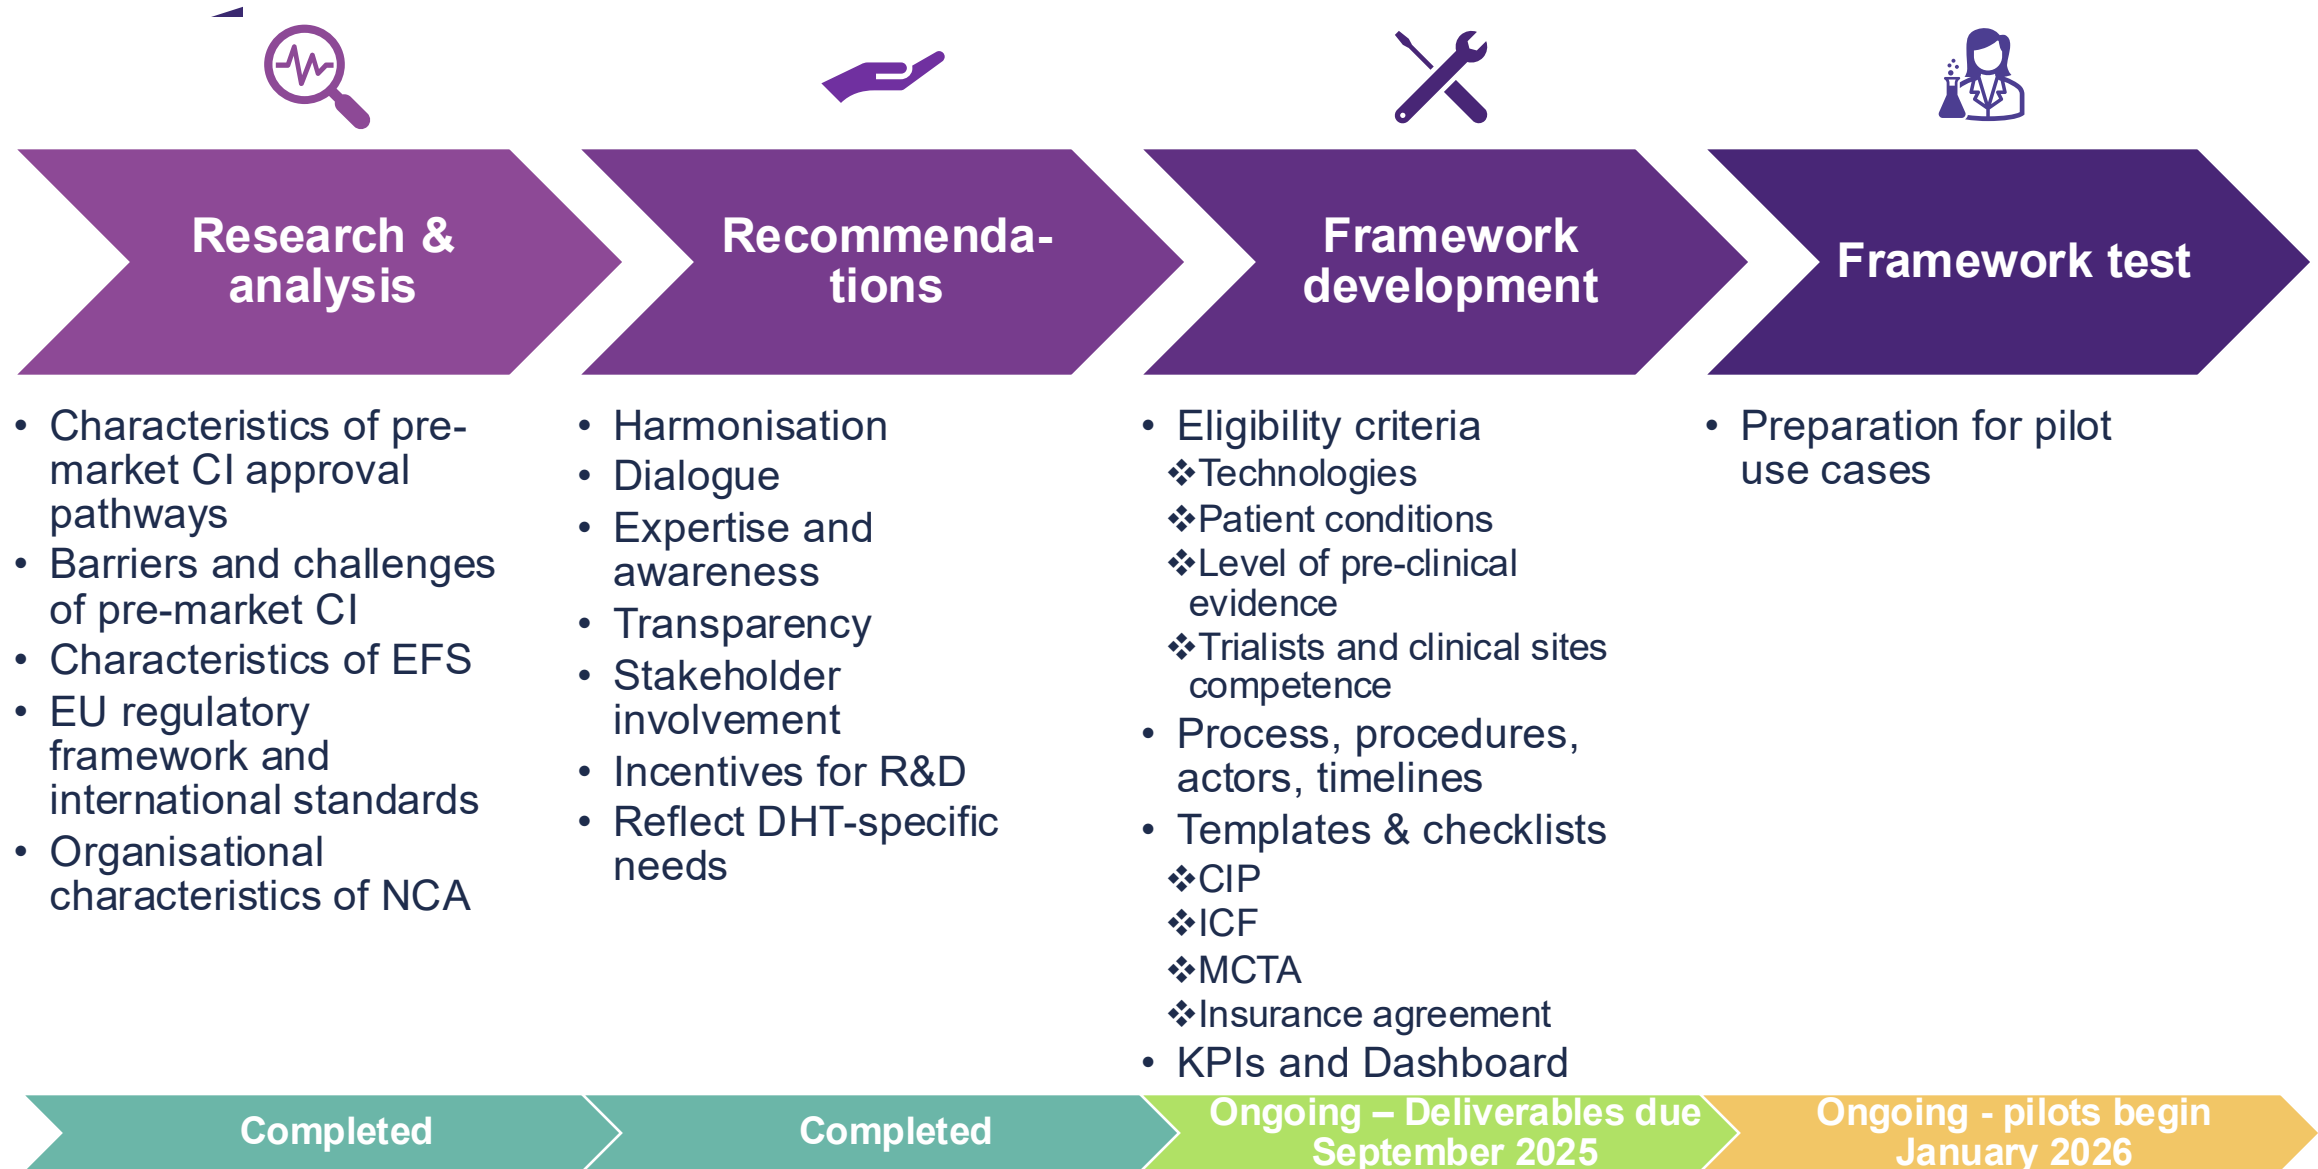 Research &
analysis
Recommenda-
tions
Framework
development
Framework test
• Characteristics of pre-
market CI approval
pathways
• Barriers and challenges
of pre-market CI
• Characteristics of EFS
• EU regulatory
framework and
international standards
• Organisational
characteristics of NCA
• Harmonisation
• Dialogue
• Expertise and
awareness
• Transparency
• Stakeholder
involvement
• Incentives for R&D
• Reflect DHT-specific
needs
• Eligibility criteria
❖Technologies
❖Patient conditions
❖Level of pre-clinical
evidence
❖Trialists and clinical sites
competence
• Process, procedures,
actors, timelines
• Templates & checklists
❖CIP
❖ICF
❖MCTA
❖Insurance agreement
• KPIs and Dashboard
• Preparation for pilot
use cases
Completed
Completed
Ongoing – Deliverables due
September 2025
Ongoing - pilots begin
January 2026